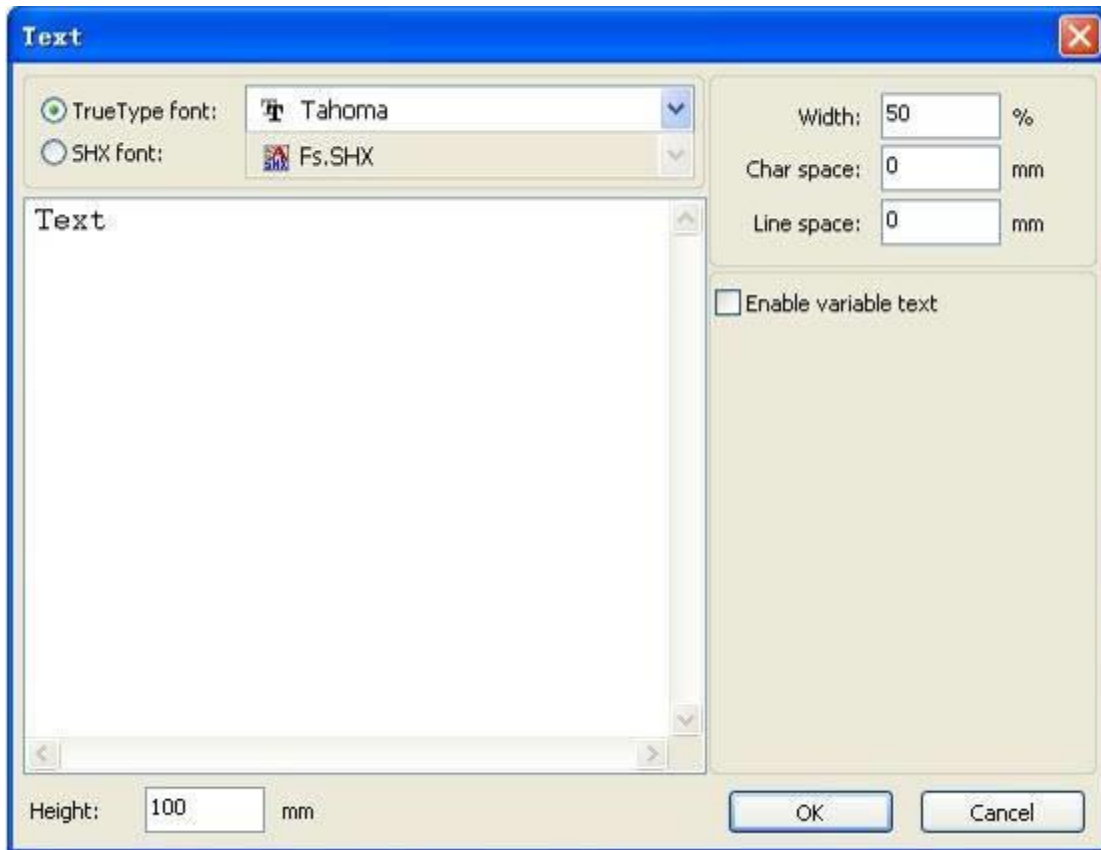 Text
TrueType font: Tahoma
SHX font: Fs.SHX
Width: 50 %
Char space: 0 mm
Line space: 0 mm
Text
Enable variable text
Height: 100 mm
OK Cancel